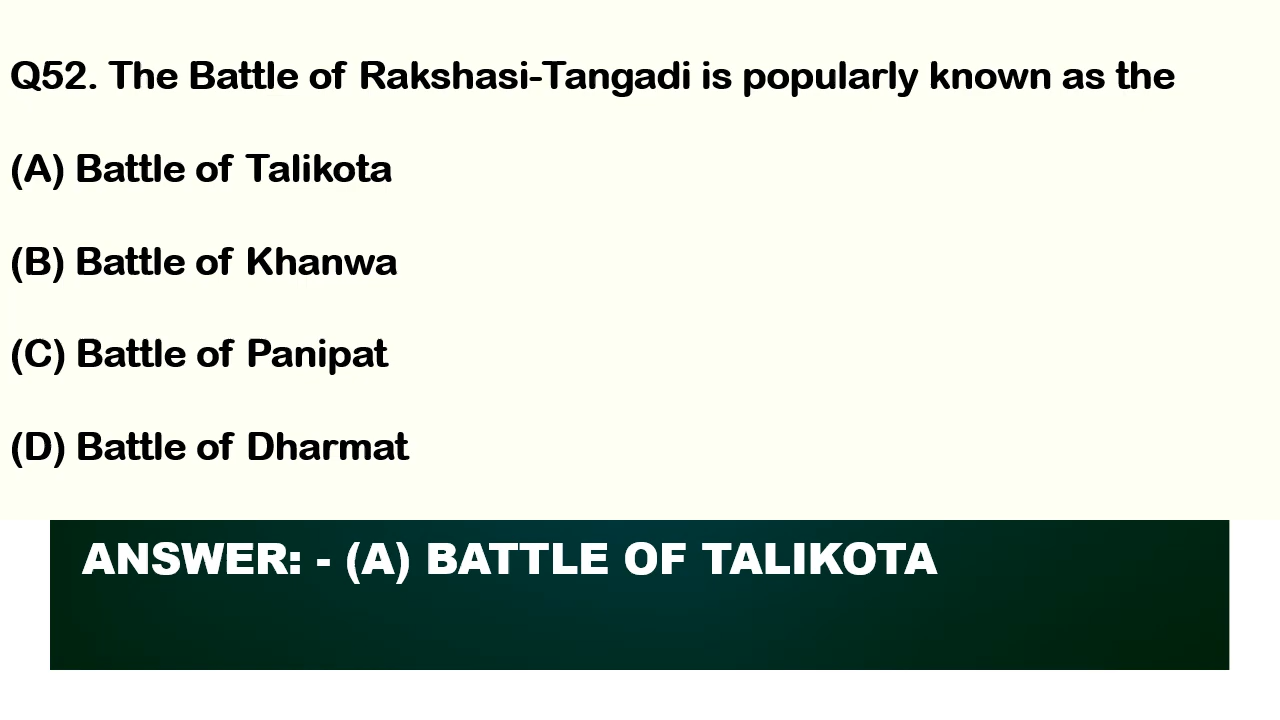 Q52. The Battle of Rakshasi-Tangadi is popularly known as the
(A) Battle of Talikota
(B) Battle of Khanwa
(C) Battle of Panipat
(D) Battle of Dharmat
ANSWER: - (A) BATTLE OF TALIKOTA